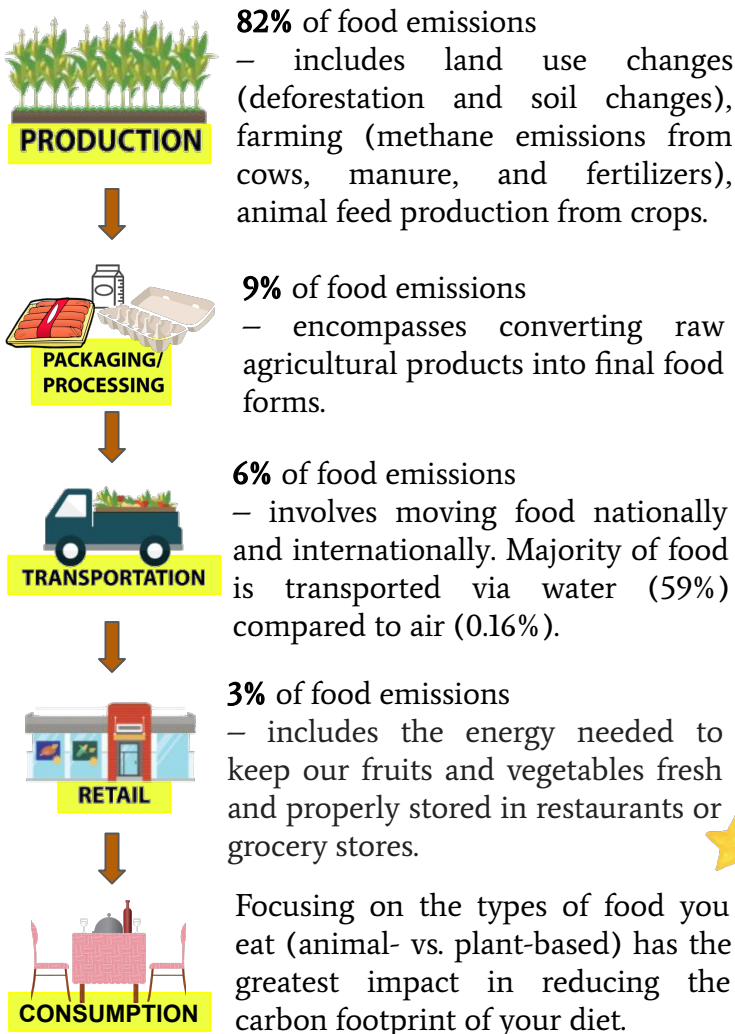 82% of food emissions
– includes land use changes
(deforestation and soil changes),
farming (methane emissions from
cows, manure, and fertilizers),
animal feed production from crops.
PRODUCTION
9% of food emissions
– encompasses converting raw
agricultural products into final food
forms.
PACKAGING/
PROCESSING
6% of food emissions
– involves moving food nationally
and internationally. Majority of food
is transported via water (59%)
compared to air (0.16%).
TRANSPORTATION
3% of food emissions
– includes the energy needed to
keep our fruits and vegetables fresh
and properly stored in restaurants or
grocery stores.
RETAIL
Focusing on the types of food you
eat (animal- vs. plant-based) has the
greatest impact in reducing the
carbon footprint of your diet.
CONSUMPTION